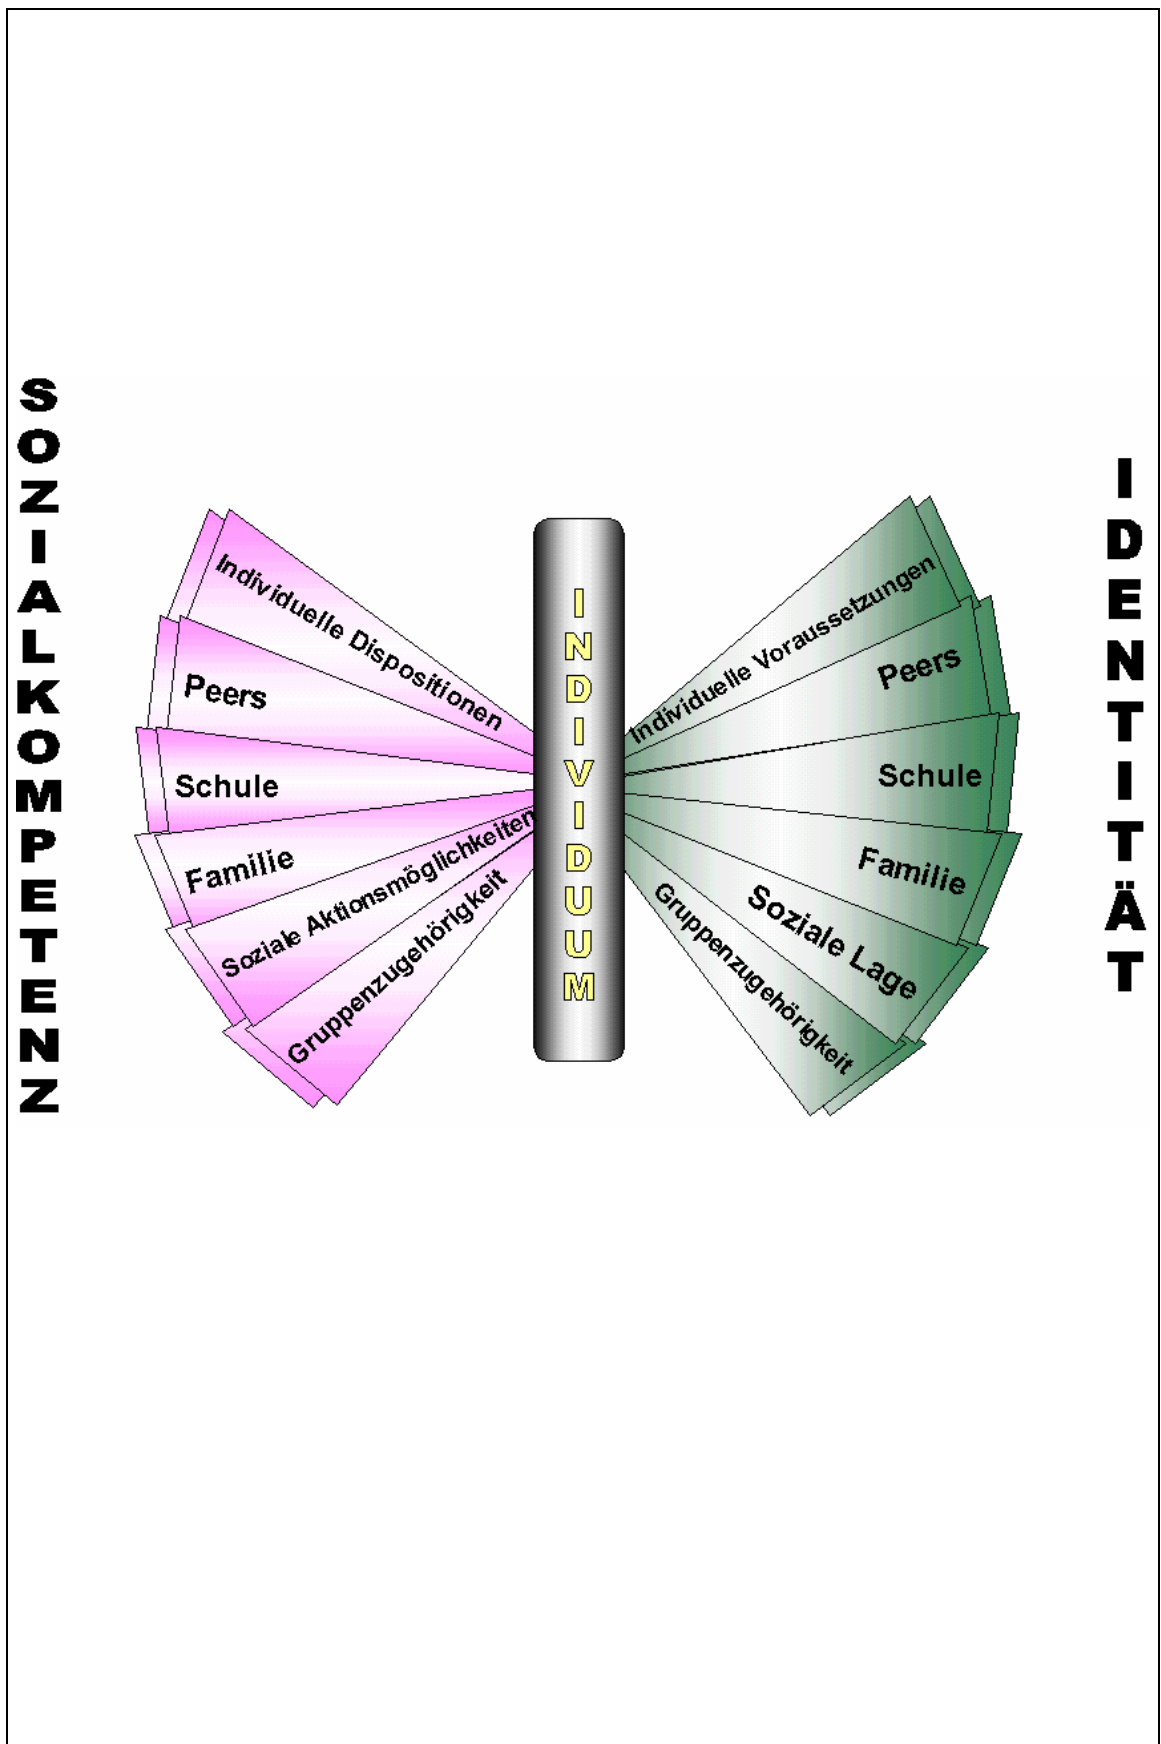 SOZIALKOMPETENZ
Individuelle Dispositionen
Peers
Schule
Familie
Soziale Aktionsmöglichkeiten
Gruppenzugehörigkeit
INDIVIDUUM
Individuelle Voraussetzungen
Peers
Schule
Familie
Soziale Lage
Gruppenzugehörigkeit
IDENTITÄT